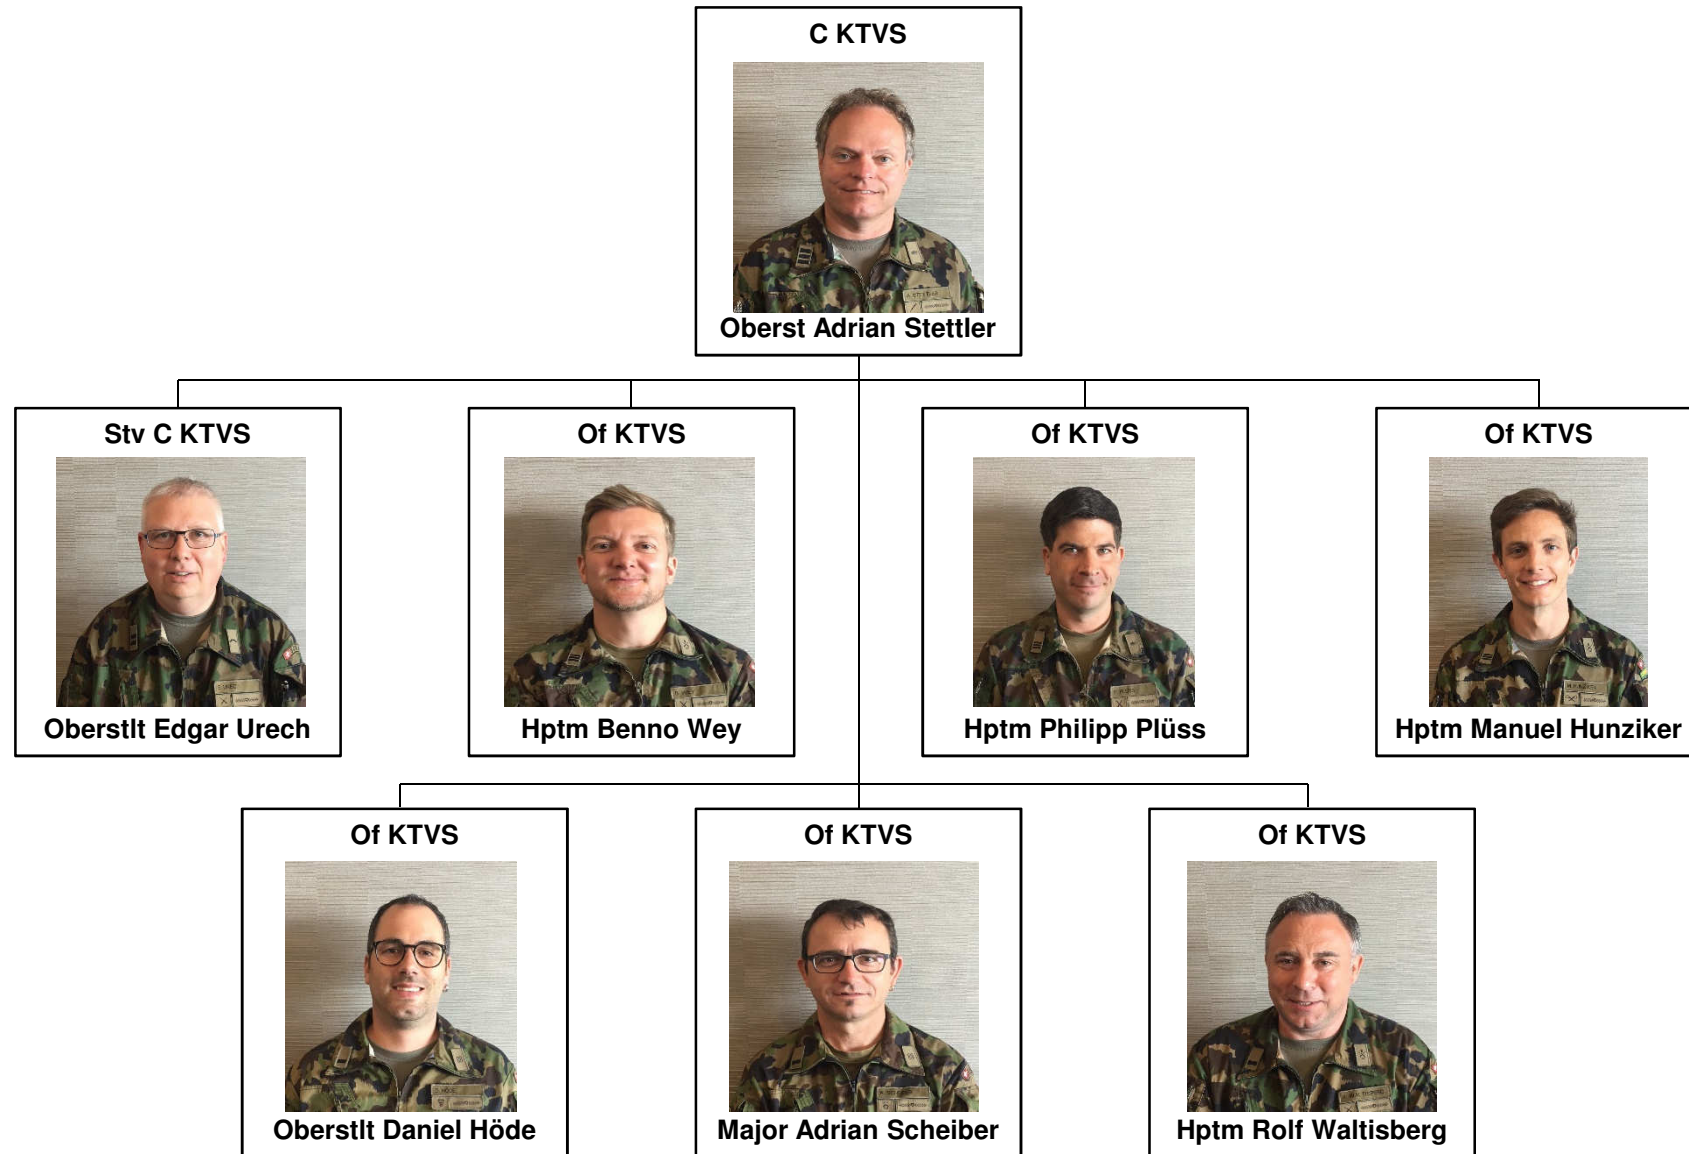 C KTVS
Oberst Adrian Stettler
Stv C KTVS
Of KTVS
Of KTVS
Of KTVS
Oberstlt Edgar Urech
Hptm Benno Wey
Hptm Philipp Plüss
Hptm Manuel Hunziker
Of KTVS
Of KTVS
Of KTVS
Oberstlt Daniel Höde
Major Adrian Scheiber
Hptm Rolf Waltisberg